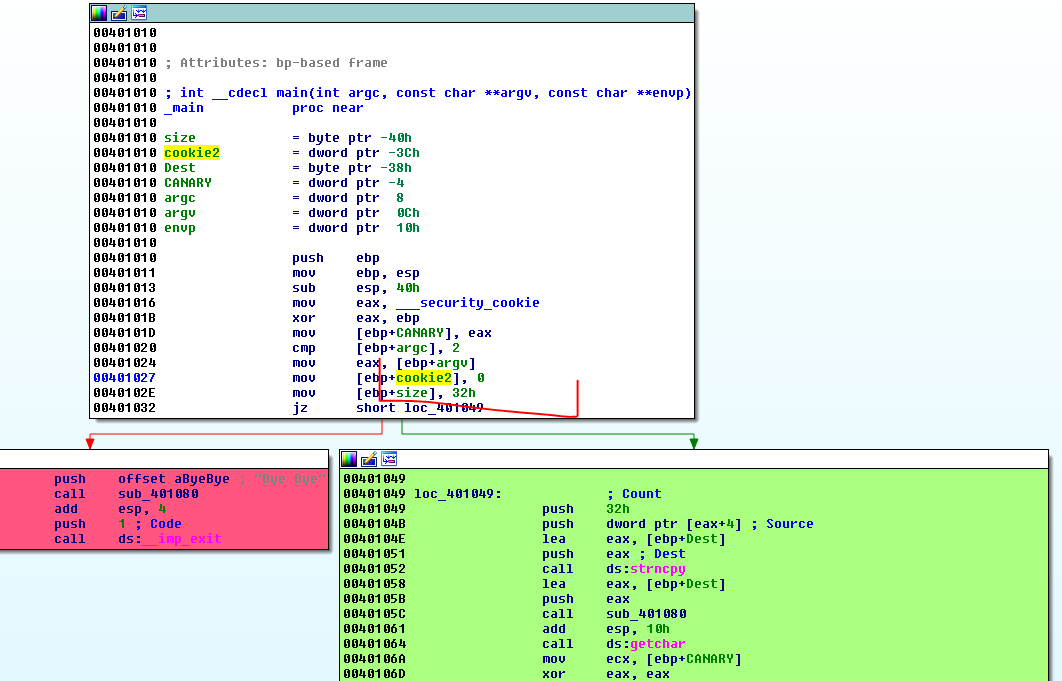 00401010
00401010
00401010 ; Attributes: bp-based frame
00401010
00401010 ; int __cdecl main(int argc, const char **argv, const char **envp)
00401010 _main proc near
00401010
00401010 size = byte ptr -40h
00401010 cookie2 = dword ptr -3Ch
00401010 Dest = byte ptr -38h
00401010 CANARY = dword ptr -4
00401010 argc = dword ptr 8
00401010 argv = dword ptr 0Ch
00401010 envp = dword ptr 10h
00401010
00401010 push ebp
00401011 mov ebp, esp
00401013 sub esp, 40h
00401016 mov eax, ___security_cookie
0040101B xor eax, ebp
0040101D mov [ebp+CANARY], eax
00401020 cmp [ebp+argc], 2
00401024 mov eax, [ebp+argv]
00401027 mov [ebp+cookie2], 0
0040102E mov [ebp+size], 32h
00401032 jz short loc_401049
push offset aByeBye ; "Bye Bye"
call sub_401080
add esp, 4
push 1 ; Code
call ds:__imp_exit
00401049
00401049 loc_401049: ; Count
00401049 push 32h
0040104B push dword ptr [eax+4] ; Source
0040104E lea eax, [ebp+Dest]
00401051 push eax ; Dest
00401052 call ds:strncpy
00401058 lea eax, [ebp+Dest]
0040105B push eax
0040105C call sub_401080
00401061 add esp, 10h
00401064 call ds:getchar
0040106A mov ecx, [ebp+CANARY]
0040106D xor eax, eax